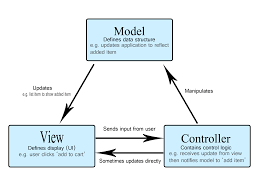 Model
Defines data structure
e.g. updates application to reflect
added item
Updates
e.g. list item to show added item
Manipulates
View
Defines display (UI)
e.g. user clicks 'add to cart'
Sends input from user
Sometimes updates directly
Controller
Contains control logic
e.g. receives update from view
then notifies model to 'add item'